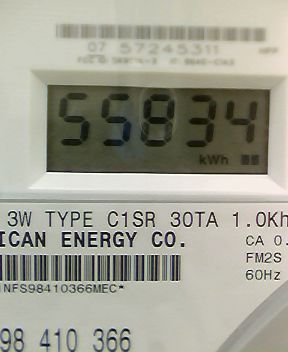 07 57245311
55834
kWh
3W TYPE C1SR 30TA 1.0Kh
ICAN ENERGY CO.
CA 0.
FM2S
60Hz
NFS98410366MEC*
98 410 366